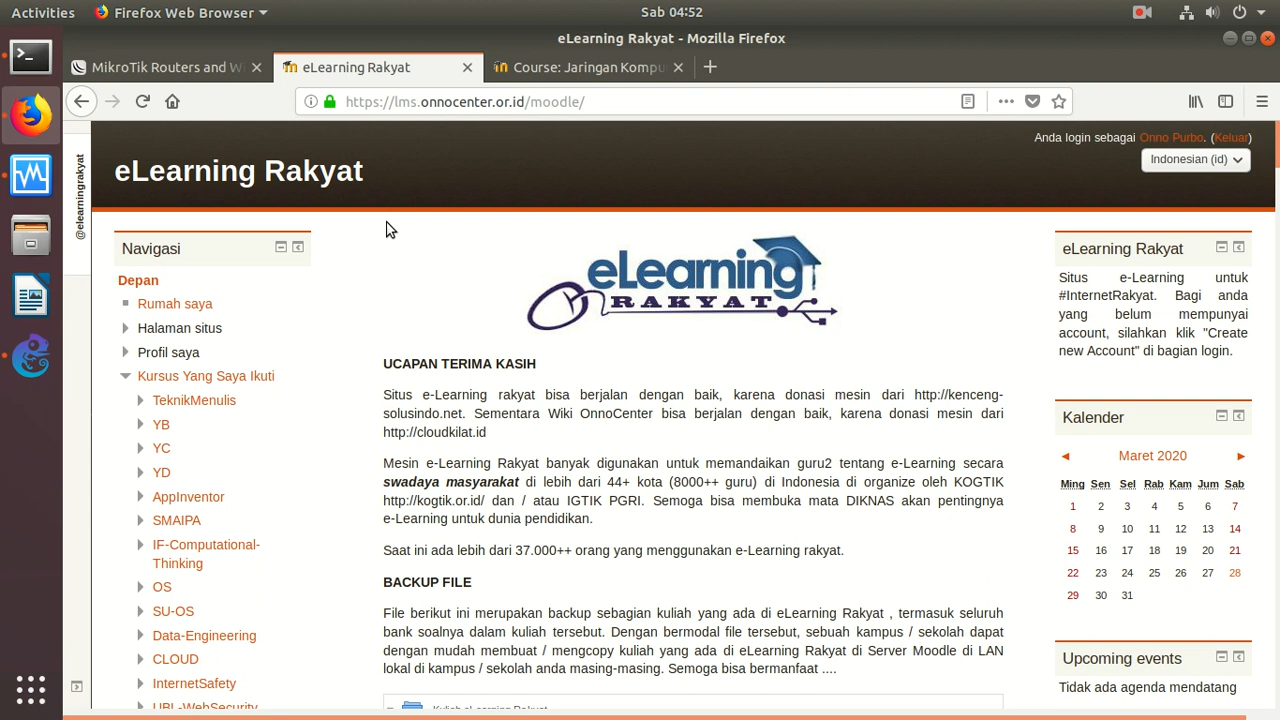 Activities
Firefox Web Browser
Sab 04:52
eLearning Rakyat - Mozilla Firefox
MikroTik Routers and Wi
eLearning Rakyat
Course: Jaringan Kompu
https://lms.onnocenter.or.id/moodle/
@elearningrakyat
eLearning Rakyat
Anda login sebagai Onno Purbo. (Keluar)
Indonesian (id)
Navigasi
Depan
Rumah saya
Halaman situs
Profil saya
Kursus Yang Saya Ikuti
TeknikMenulis
YB
YC
YD
AppInventor
SMAIPA
IF-Computational-
Thinking
OS
SU-OS
Data-Engineering
CLOUD
InternetSafety
UBL-WebSecurity
eLearning
RAKYAT
UCAPAN TERIMA KASIH
Situs e-Learning rakyat bisa berjalan dengan baik, karena donasi mesin dari http://kenceng-
solusindo.net. Sementara Wiki OnnoCenter bisa berjalan dengan baik, karena donasi mesin dari
http://cloudkilat.id
Mesin e-Learning Rakyat banyak digunakan untuk memandaikan guru2 tentang e-Learning secara
swadaya masyarakat di lebih dari 44+ kota (8000++ guru) di Indonesia di organize oleh KOGTIK
http://kogtik.or.id/ dan / atau IGTIK PGRI. Semoga bisa membuka mata DIKNAS akan pentingnya
e-Learning untuk dunia pendidikan.
Saat ini ada lebih dari 37.000++ orang yang menggunakan e-Learning rakyat.
BACKUP FILE
File berikut ini merupakan backup sebagian kuliah yang ada di eLearning Rakyat , termasuk seluruh
bank soalnya dalam kuliah tersebut. Dengan bermodal file tersebut, sebuah kampus / sekolah dapat
dengan mudah membuat / mengcopy kuliah yang ada di eLearning Rakyat di Server Moodle di LAN
lokal di kampus / sekolah anda masing-masing. Semoga bisa bermanfaat ....
Kuliah eLearning Rakyat
eLearning Rakyat
Situs e-Learning untuk
#InternetRakyat. Bagi anda
yang belum mempunyai
account, silahkan klik "Create
new Account" di bagian login.
Kalender
◄ Maret 2020 ►
Ming Sen Sel Rab Kam Jum Sab
1 2 3 4 5 6 7
8 9 10 11 12 13 14
15 16 17 18 19 20 21
22 23 24 25 26 27 28
29 30 31
Upcoming events
Tidak ada agenda mendatang